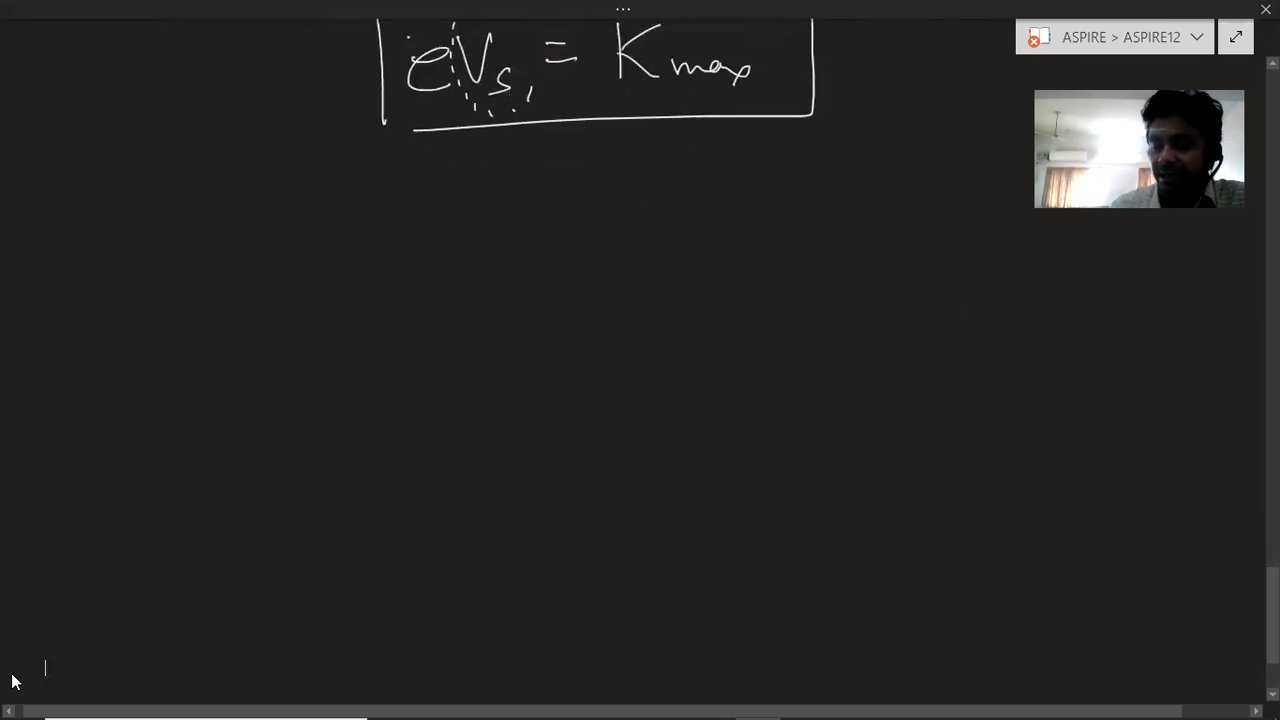 ASPIRE > ASPIRE12
eVs = Kmax